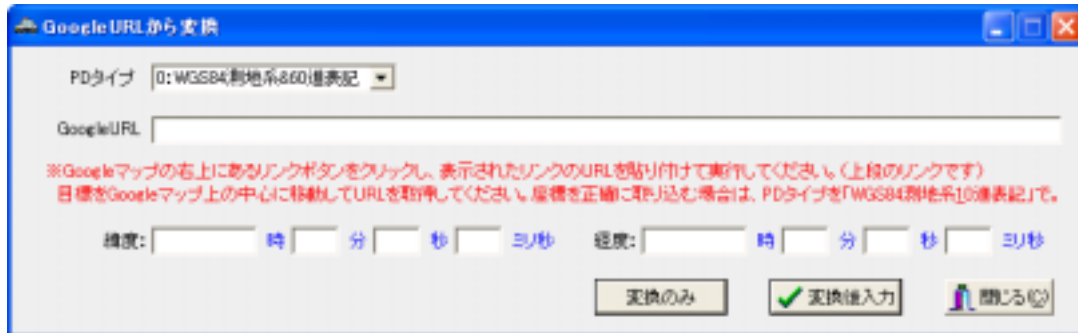 GoogleURLから変換
PDタイプ 0:WGS84測地系&60進表記
GoogleURL
※Googleマップの右上にあるリンクボタンをクリックし、表示されたリンクのURLを貼り付けて実行してください。(上段のリンクです)
目標をGoogleマップ上の中心に移動してURLを取得してください。座標を正確に取り込む場合は、PDタイプを「WGS84測地系10進表記」で。
緯度: 時 分 秒 ミリ秒 経度: 時 分 秒 ミリ秒
変換のみ 変換後入力 閉じる(C)